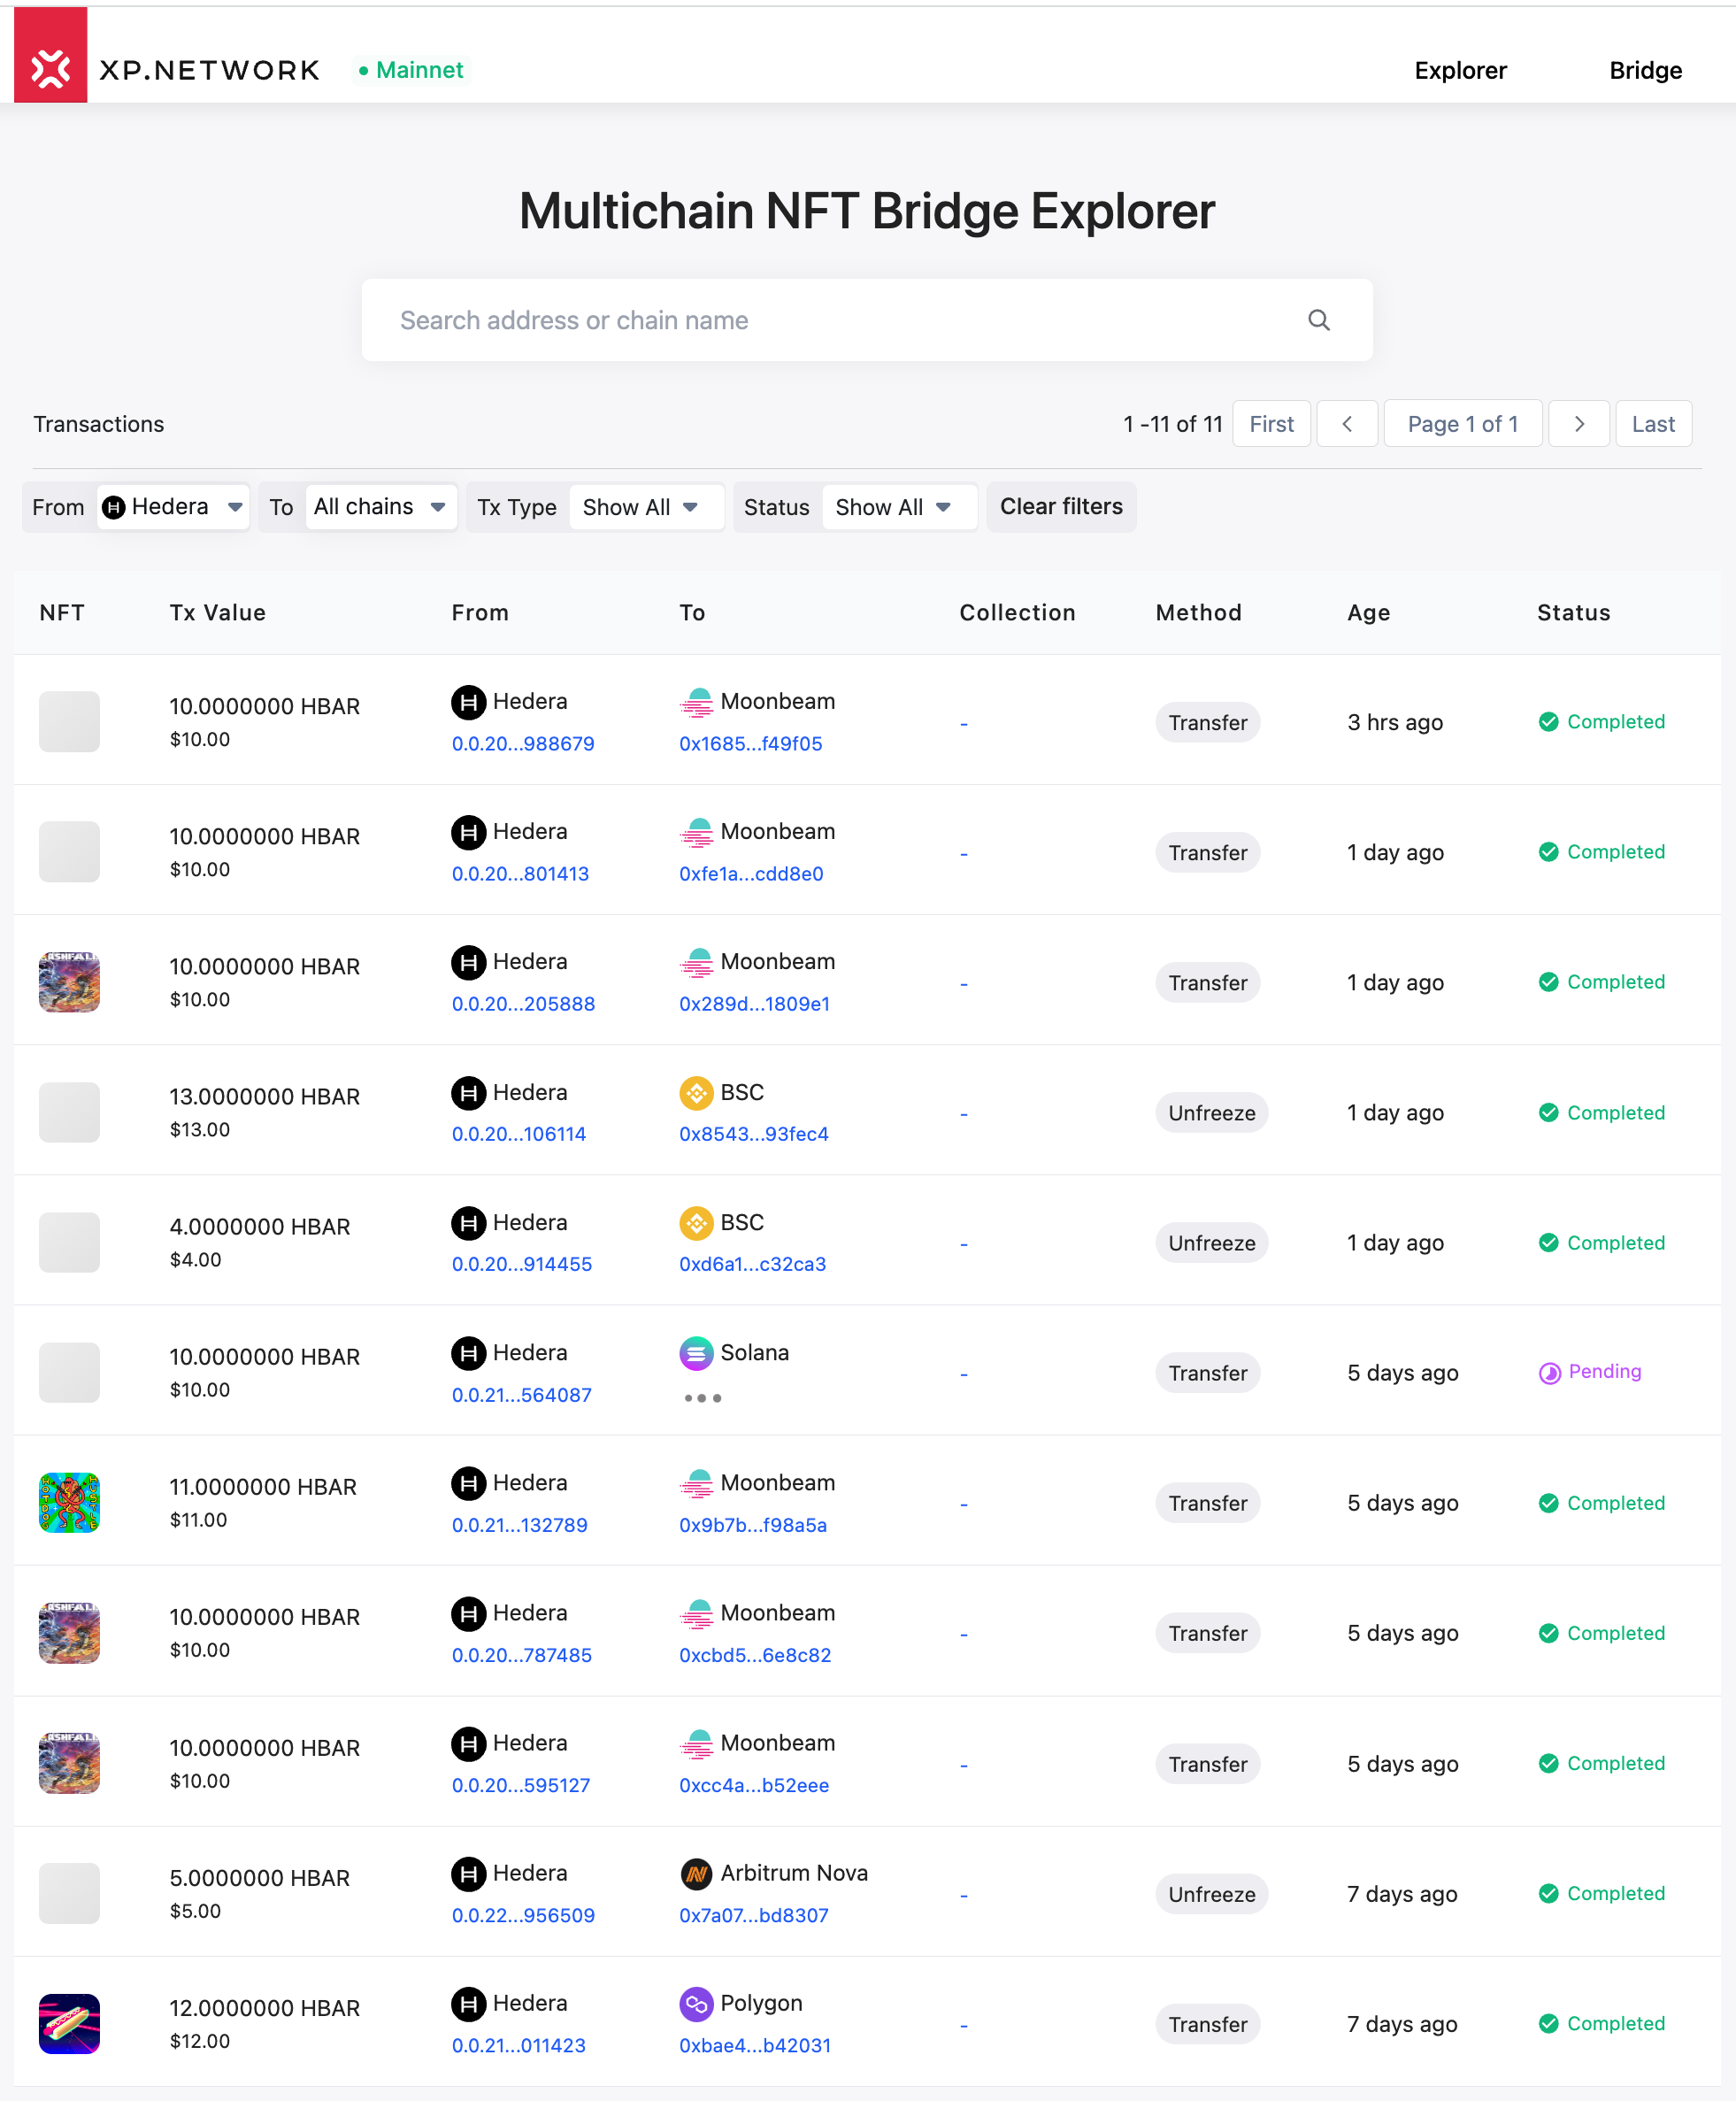 XP.NETWORK
• Mainnet
Explorer
Bridge
Multichain NFT Bridge Explorer
Search address or chain name
Transactions
1 -11 of 11
First
<
Page 1 of 1
>
Last
From Hedera To All chains Tx Type Show All Status Show All Clear filters
NFT Tx Value From To Collection Method Age Status
10.0000000 HBAR Hedera Moonbeam
$10.00 0.0.20...988679 0x1685...f49f05 - Transfer 3 hrs ago Completed
10.0000000 HBAR Hedera Moonbeam
$10.00 0.0.20...801413 0xfe1a...cdd8e0 - Transfer 1 day ago Completed
10.0000000 HBAR Hedera Moonbeam
$10.00 0.0.20...205888 0x289d...1809e1 - Transfer 1 day ago Completed
13.0000000 HBAR Hedera BSC
$13.00 0.0.20...106114 0x8543...93fec4 - Unfreeze 1 day ago Completed
4.0000000 HBAR Hedera BSC
$4.00 0.0.20...914455 0xd6a1...c32ca3 - Unfreeze 1 day ago Completed
10.0000000 HBAR Hedera Solana
$10.00 0.0.21...564087 ••• - Transfer 5 days ago Pending
11.0000000 HBAR Hedera Moonbeam
$11.00 0.0.21...132789 0x9b7b...f98a5a - Transfer 5 days ago Completed
10.0000000 HBAR Hedera Moonbeam
$10.00 0.0.20...787485 0xcbd5...6e8c82 - Transfer 5 days ago Completed
10.0000000 HBAR Hedera Moonbeam
$10.00 0.0.20...595127 0xcc4a...b52eee - Transfer 5 days ago Completed
5.0000000 HBAR Hedera Arbitrum Nova
$5.00 0.0.22...956509 0x7a07...bd8307 - Unfreeze 7 days ago Completed
12.0000000 HBAR Hedera Polygon
$12.00 0.0.21...011423 0xbae4...b42031 - Transfer 7 days ago Completed